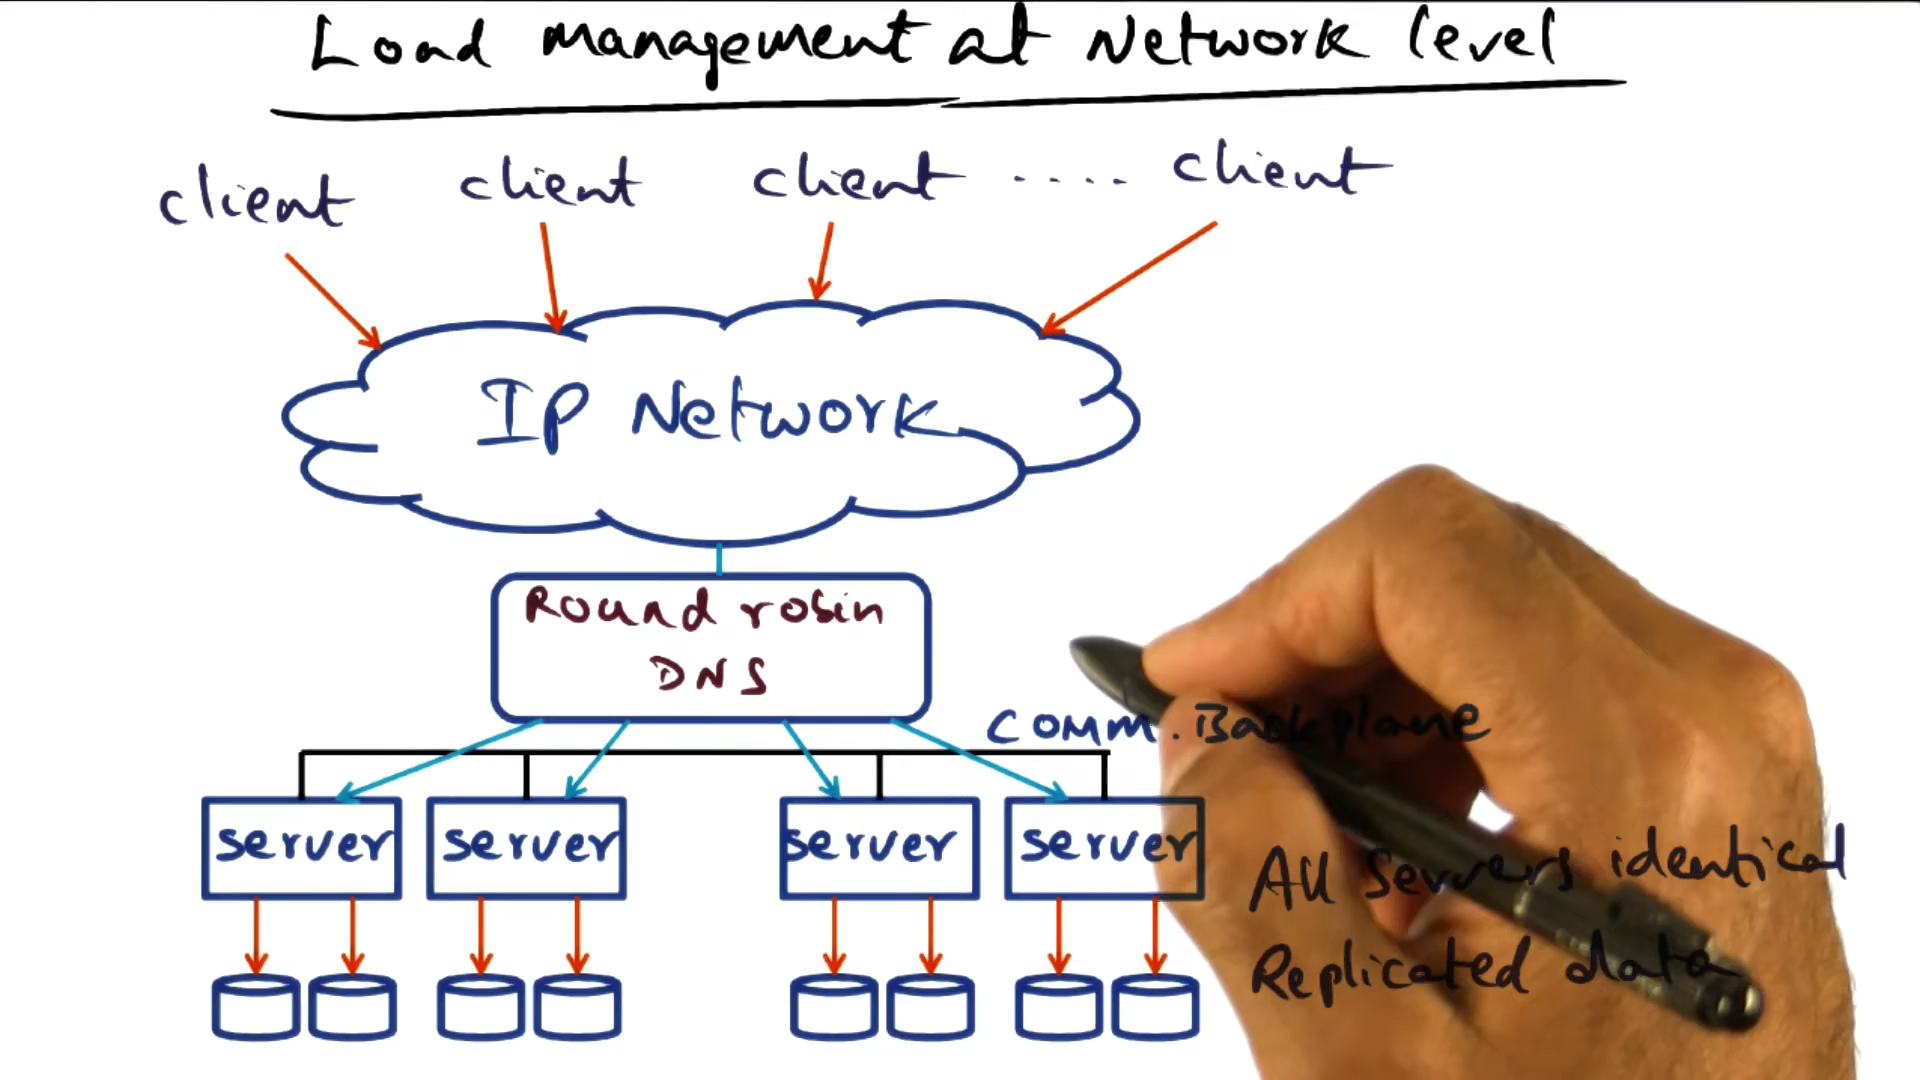 Load management at Network level
client client client .... client
IP Network
Round robin
DNS
Comm. Backplane
server server server server
All servers identical
Replicated data